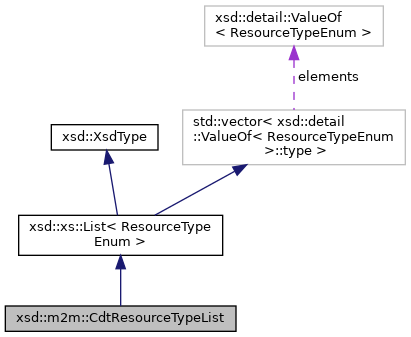 xsd::detail::ValueOf
< ResourceTypeEnum >
elements
std::vector< xsd::detail
::ValueOf< ResourceTypeEnum
>::type >
xsd::XsdType
xsd::xs::List< ResourceType
Enum >
xsd::m2m::CdtResourceTypeList